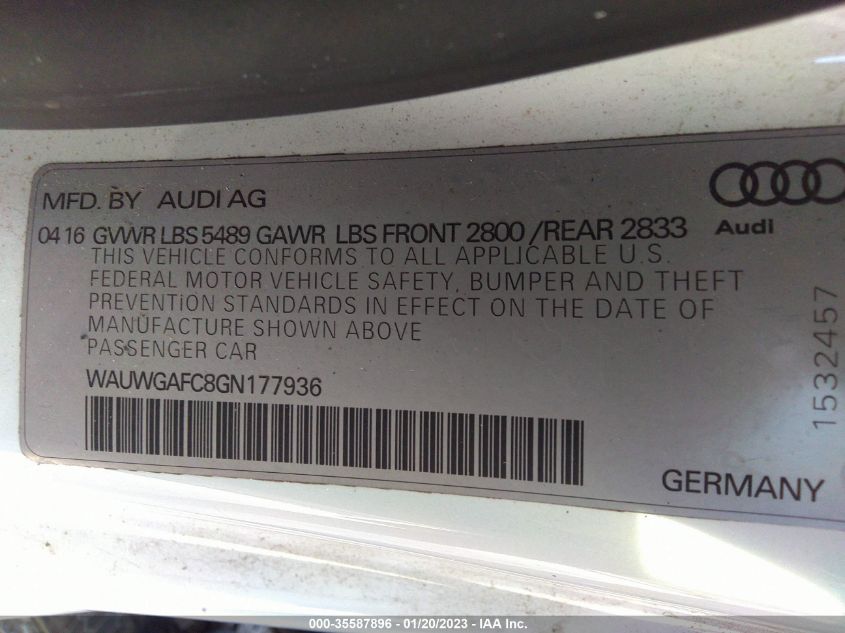 MFD. BY AUDI AG
04 16 GVWR LBS 5489 GAWR LBS FRONT 2800 /REAR 2833
THIS VEHICLE CONFORMS TO ALL APPLICABLE U.S.
FEDERAL MOTOR VEHICLE SAFETY, BUMPER AND THEFT
PREVENTION STANDARDS IN EFFECT ON THE DATE OF
MANUFACTURE SHOWN ABOVE
PASSENGER CAR
WAUWGAFC8GN177936
Audi
1532457
GERMANY
000-35587896 - 01/20/2023 - IAA Inc.